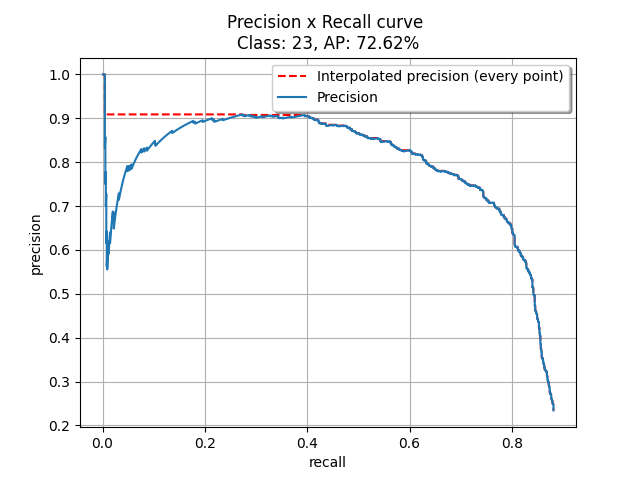 Precision x Recall curve
Class: 23, AP: 72.62%
Interpolated precision (every point)
Precision
1.0
0.9
0.8
0.7
0.6
0.5
0.4
0.3
0.2
precision
0.0 0.2 0.4 0.6 0.8
recall